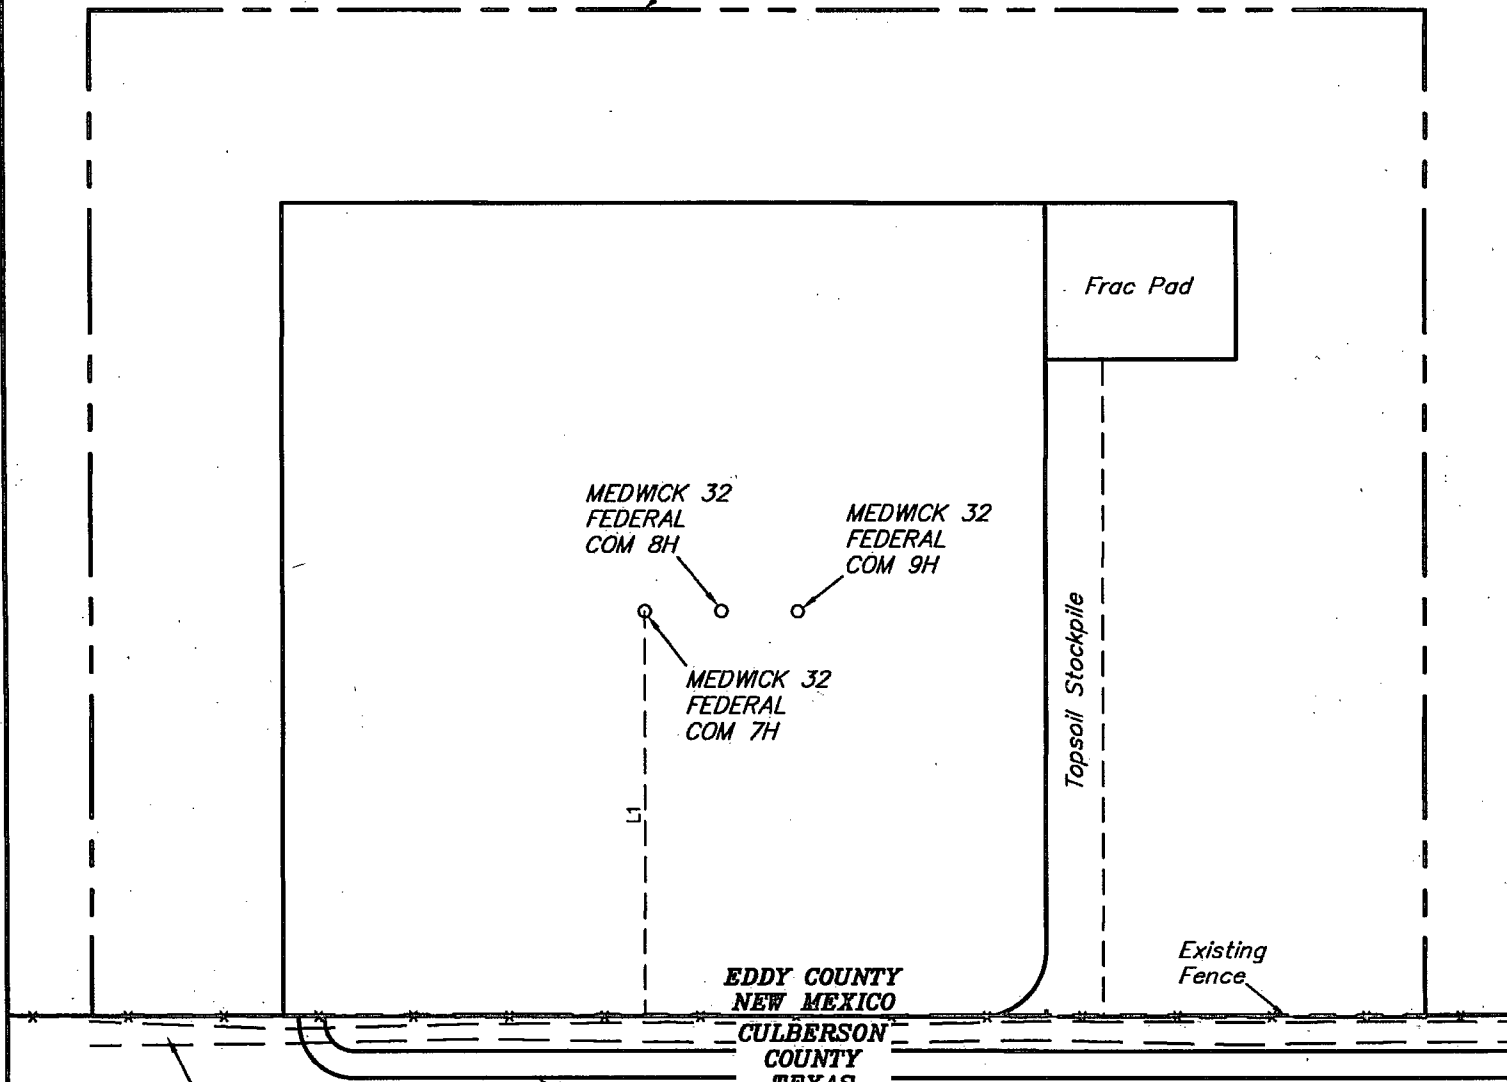 Frac Pad
MEDWICK 32
FEDERAL
COM 8H
MEDWICK 32
FEDERAL
COM 9H
MEDWICK 32
FEDERAL
COM 7H
Topsoil Stockpile
L1
Existing
Fence
EDDY COUNTY
NEW MEXICO
CULBERSON
COUNTY
TEXAS